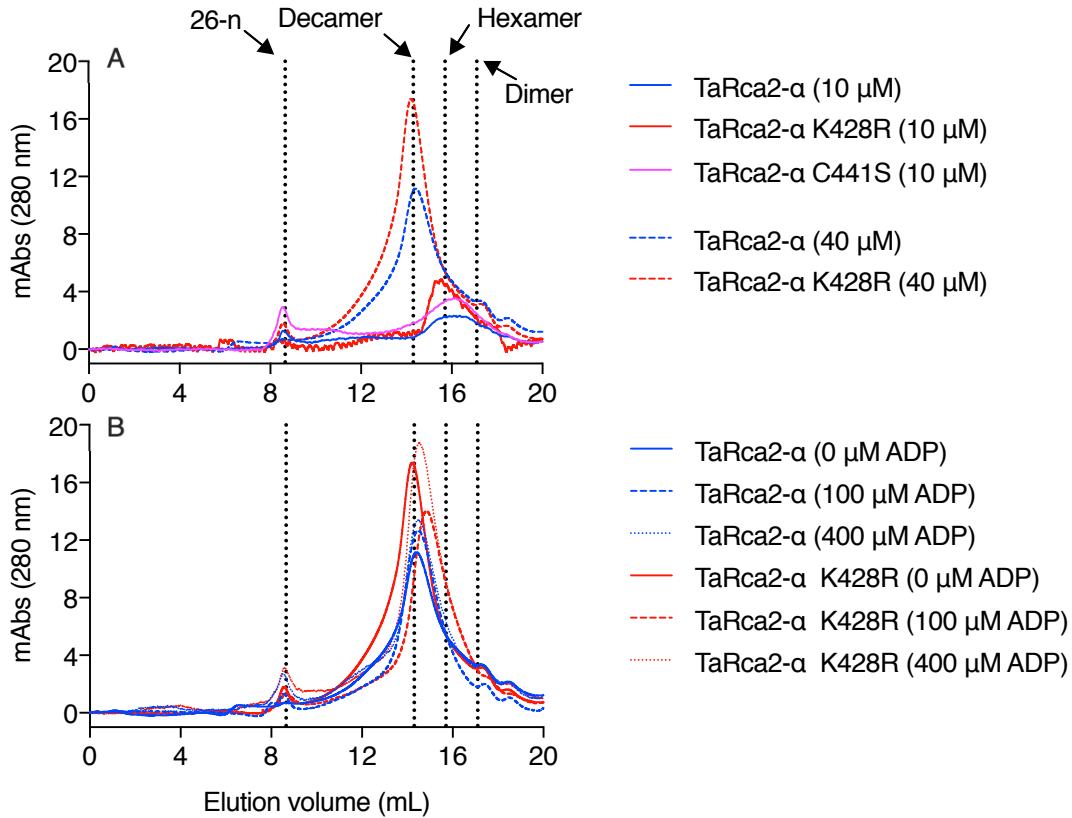 26-n
Decamer
Hexamer
Dimer
A
20
16
12
8
4
0
mAbs (280 nm)
0 4 8 12 16 20
TaRca2-α (10 µM)
TaRca2-α K428R (10 µM)
TaRca2-α C441S (10 µM)
TaRca2-α (40 µM)
TaRca2-α K428R (40 µM)
B
20
16
12
8
4
0
mAbs (280 nm)
0 4 8 12 16 20
Elution volume (mL)
TaRca2-α (0 µM ADP)
TaRca2-α (100 µM ADP)
TaRca2-α (400 µM ADP)
TaRca2-α K428R (0 µM ADP)
TaRca2-α K428R (100 µM ADP)
TaRca2-α K428R (400 µM ADP)